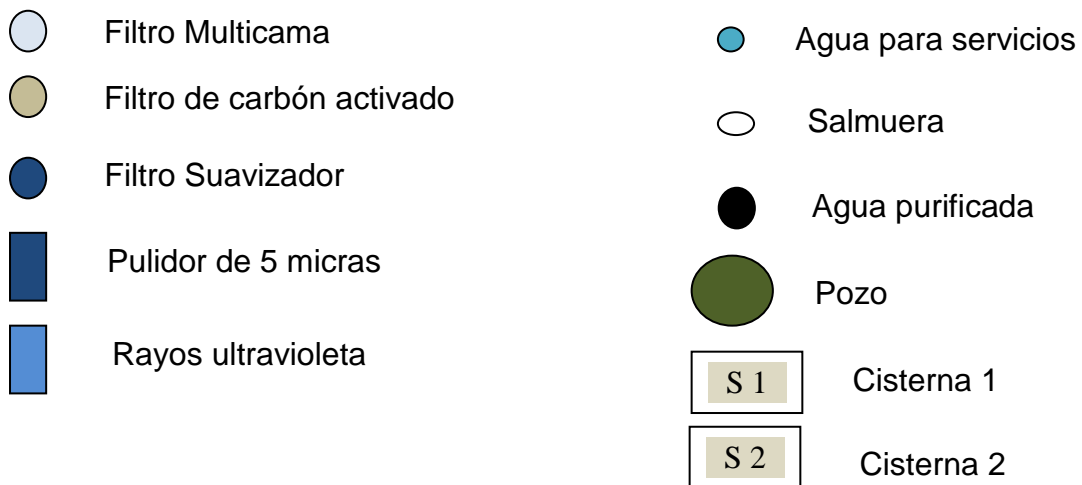 Filtro Multicama
Filtro de carbón activado
Filtro Suavizador
Pulidor de 5 micras
Rayos ultravioleta
Agua para servicios
Salmuera
Agua purificada
Pozo
S 1 Cisterna 1
S 2 Cisterna 2